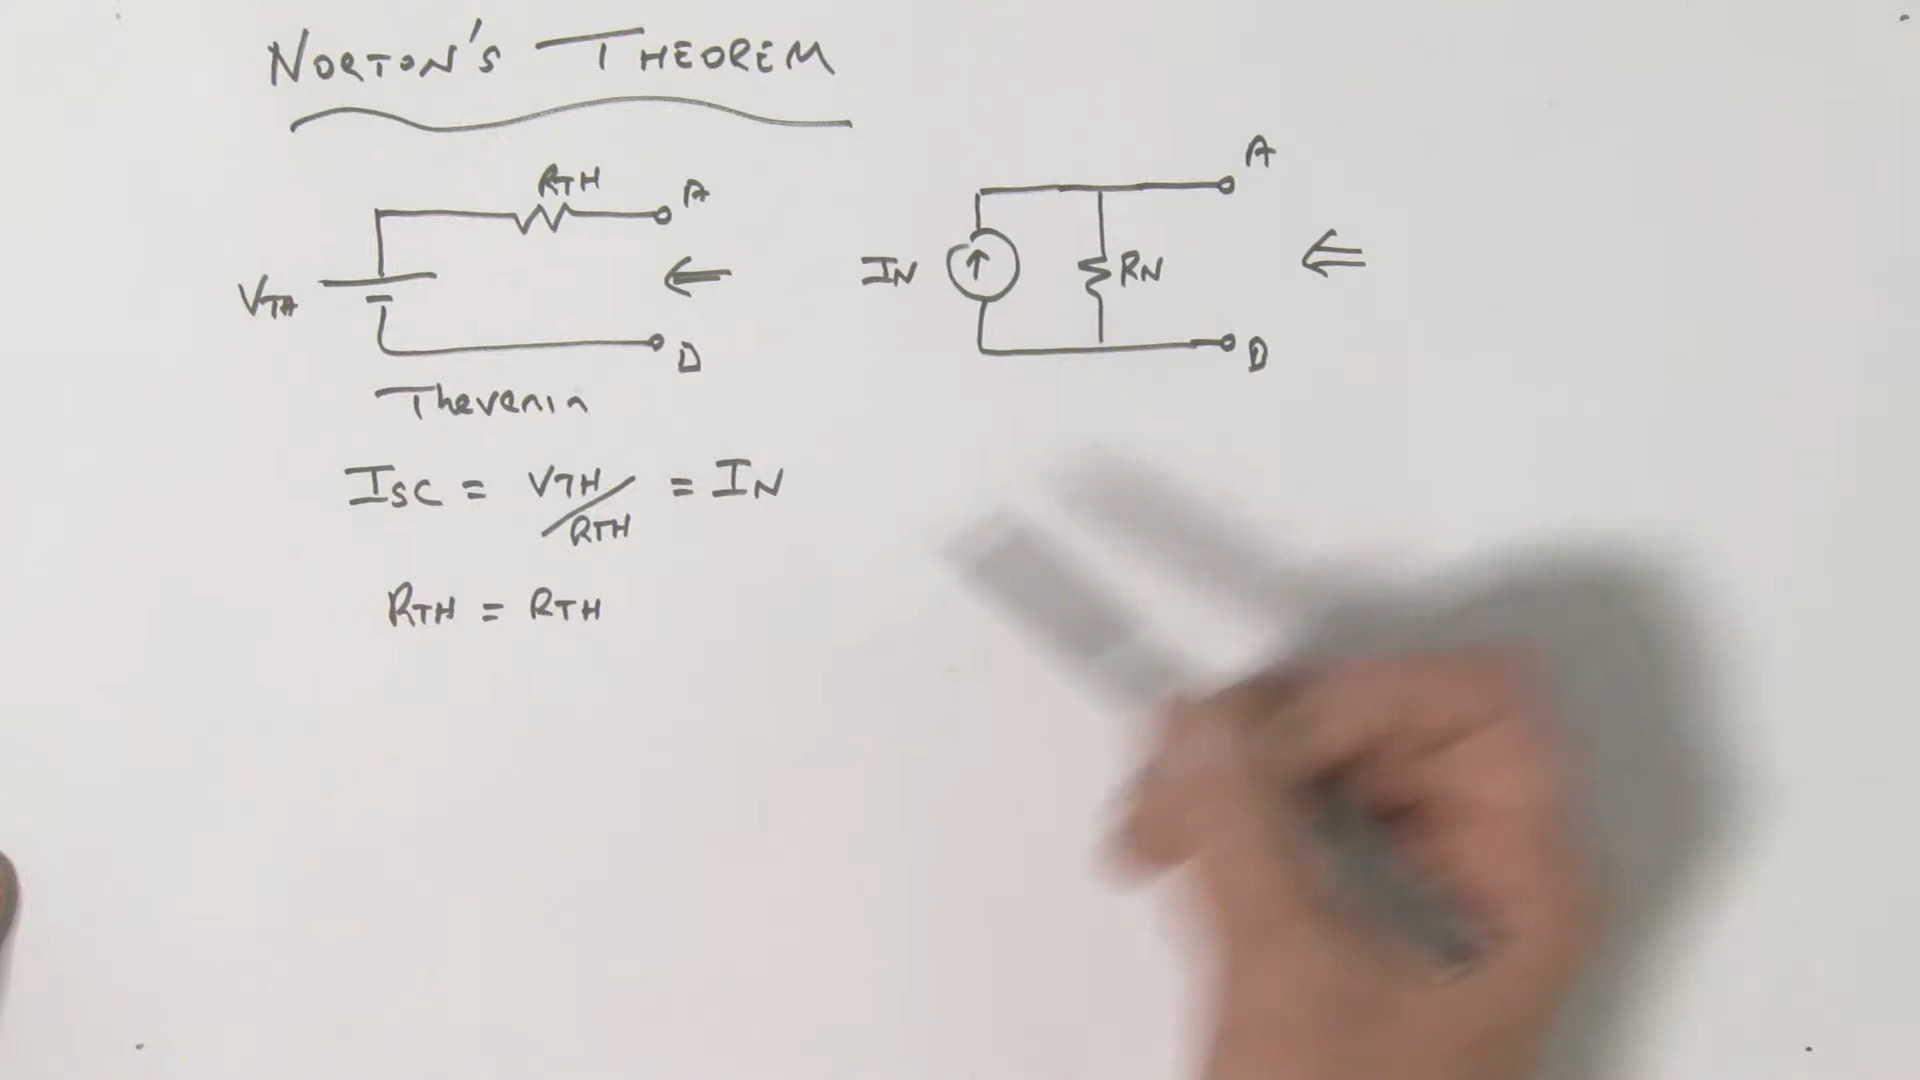 NORTON'S THEOREM
RTH
A
VTH
D
Thevenin
A
IN
RN
D
ISC = VTH/RTH = IN
RTH = RTH